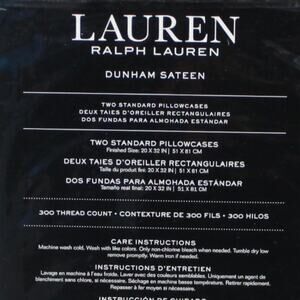 LAUREN
RALPH LAUREN
DUNHAM SATEEN
TWO STANDARD PILLOWCASES
DEUX TAIES D'OREILLER RECTANGULAIRES
DOS FUNDAS PARA ALMOHADA ESTÁNDAR
TWO STANDARD PILLOWCASES
Finished Size: 20 X 32 IN | 51 X 81 CM
DEUX TAIES D'OREILLER RECTANGULAIRES
Taille du produit fini: 20 X 32 IN | 51 X 81 CM
DOS FUNDAS PARA ALMOHADA ESTÁNDAR
Tamaño real final: 20 X 32 IN | 51 X 81 CM
300 THREAD COUNT • CONTEXTURE DE 300 FILS • 300 HILOS
CARE INSTRUCTIONS
Machine wash cold. Wash with like colors. Only non-chlorine bleach when needed. Tumble dry low
remove promptly. Warm iron if needed.
INSTRUCTIONS D'ENTRETIEN
Lavage en machine à l'eau froide. Laver avec des couleurs semblables. Uniquement un agent de
blanchiment sans chlore, si nécessaire. Séchage en machine basse température. Retirer rapidement.
Repasser à fer moyen si nécessaire.
INSTRUCCIÓN DE CUIDADO